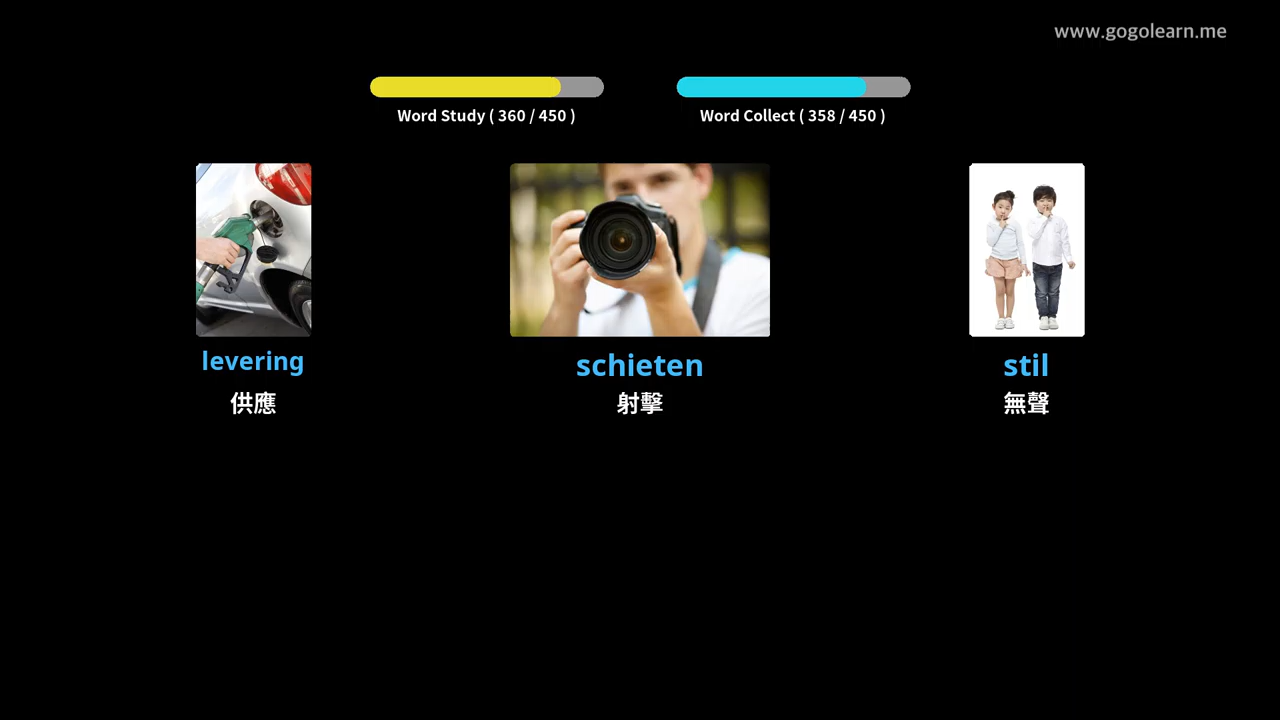 www.gogolearn.me
Word Study ( 360 / 450 )
Word Collect ( 358 / 450 )
levering
schieten
stil
供應
射擊
無聲